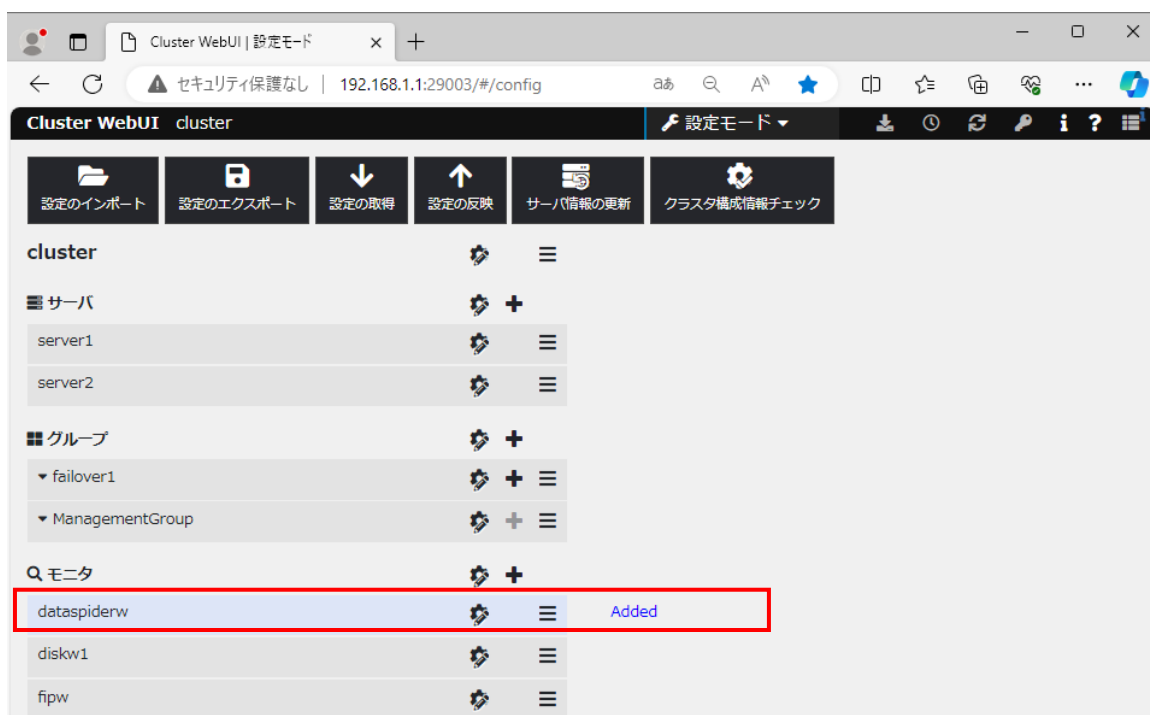 Cluster WebUI | 設定モード
セキュリティ保護なし | 192.168.1.1:29003/#/config
aあ
Cluster WebUI cluster 設定モード
設定のインポート 設定のエクスポート 設定の取得 設定の反映 サーバ情報の更新 クラスタ構成情報チェック
cluster
サーバ
server1
server2
グループ
failover1
ManagementGroup
モニタ
dataspiderw Added
diskw1
fipw